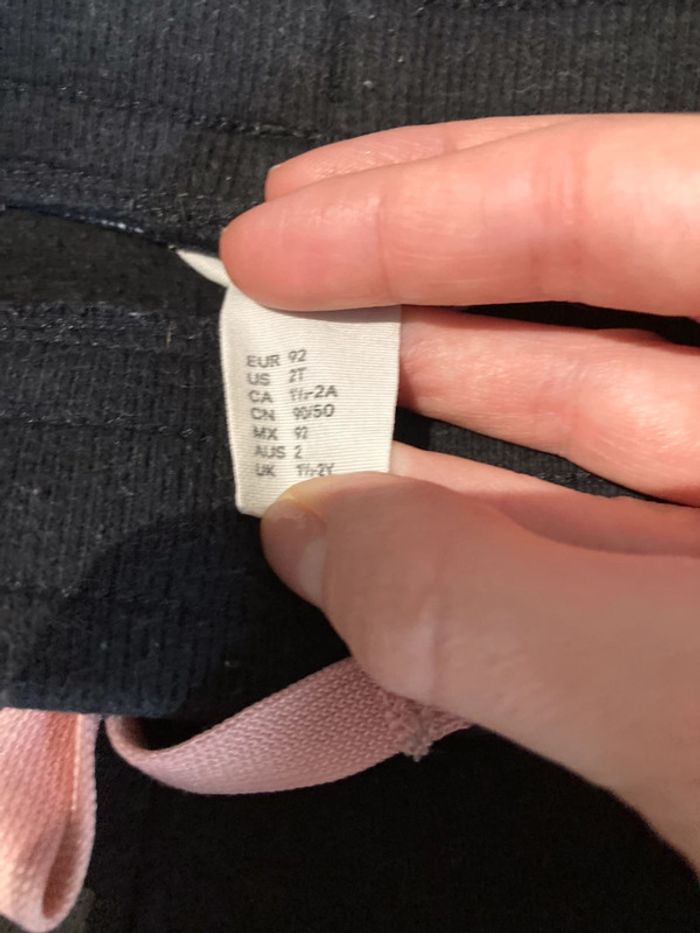 EUR 92
US 2T
CA 1½-2A
CN 90/50
MX 92
AUS 2
UK 1½-2Y